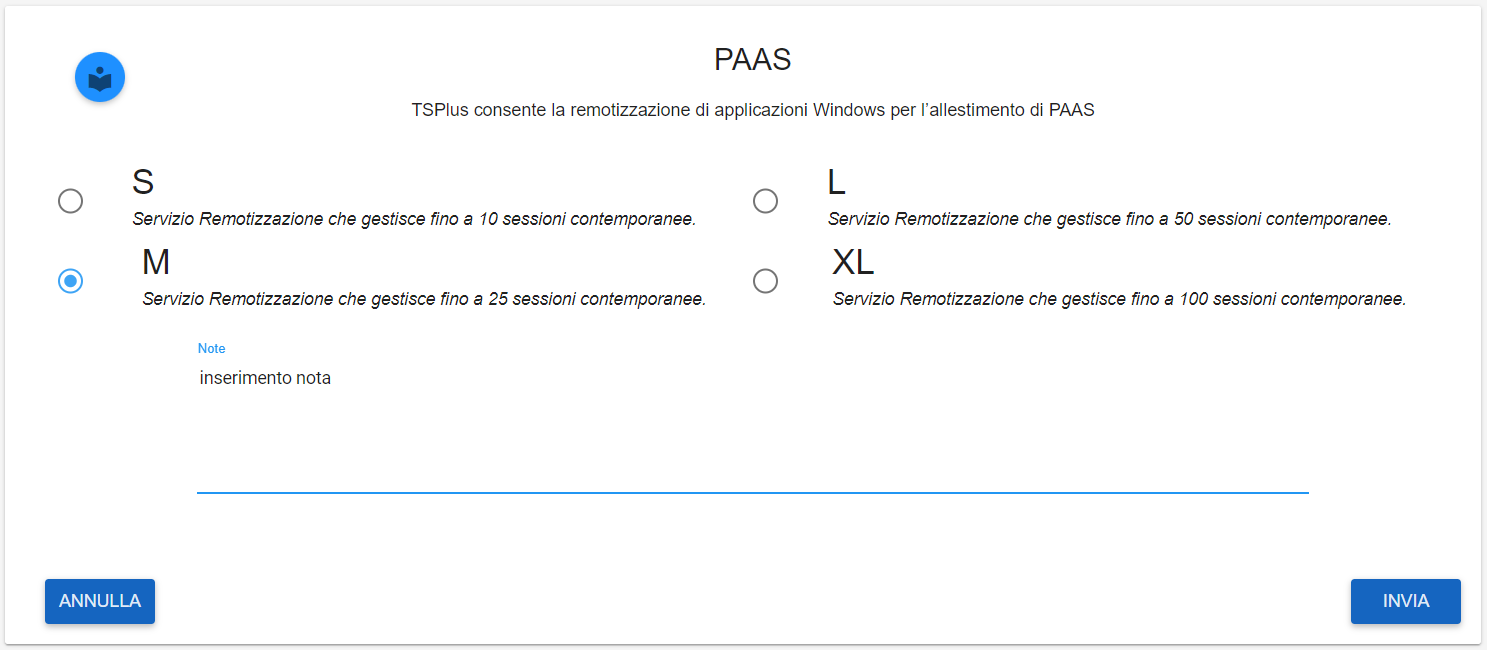 PAAS
TSPlus consente la remotizzazione di applicazioni Windows per l'allestimento di PAAS
S
Servizio Remotizzazione che gestisce fino a 10 sessioni contemporanee.
L
Servizio Remotizzazione che gestisce fino a 50 sessioni contemporanee.
M
Servizio Remotizzazione che gestisce fino a 25 sessioni contemporanee.
XL
Servizio Remotizzazione che gestisce fino a 100 sessioni contemporanee.
Note
inserimento nota
ANNULLA
INVIA